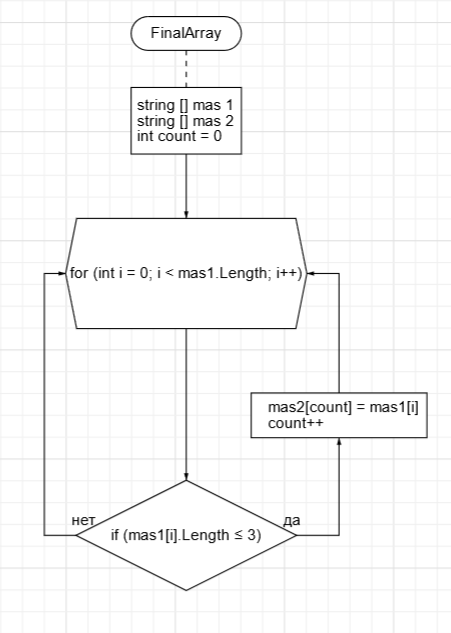 FinalArray
string [] mas 1
string [] mas 2
int count = 0
for (int i = 0; i < mas1.Length; i++)
mas2[count] = mas1[i]
count++
нет
да
if (mas1[i].Length ≤ 3)